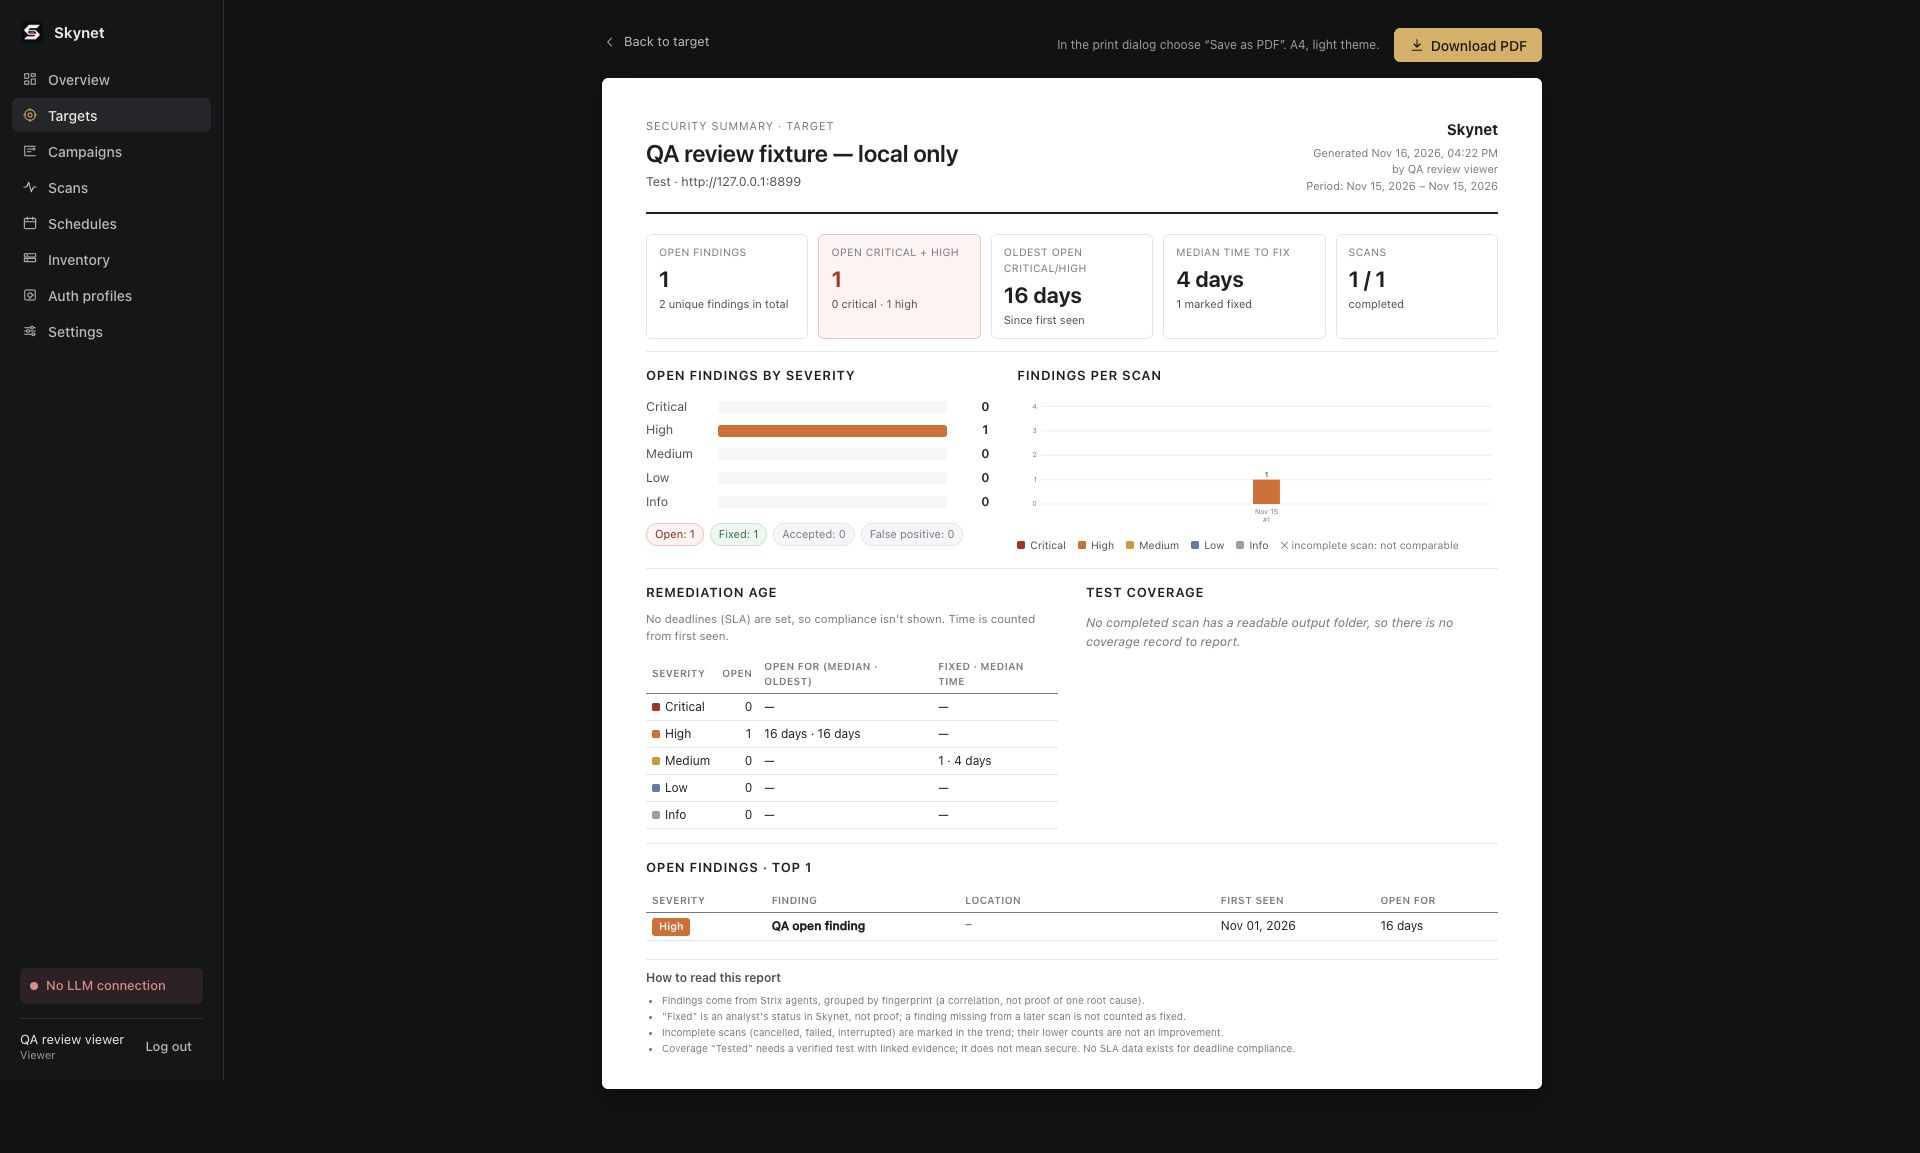 Skynet
Overview
Targets
Campaigns
Scans
Schedules
Inventory
Auth profiles
Settings
No LLM connection
QA review viewer
Viewer
Log out
Back to target
In the print dialog choose “Save as PDF”. A4, light theme.
Download PDF
SECURITY SUMMARY · TARGET
QA review fixture — local only
Test · http://127.0.0.1:8899
Skynet
Generated Nov 16, 2026, 04:22 PM
by QA review viewer
Period: Nov 15, 2026 – Nov 15, 2026
OPEN FINDINGS
1
2 unique findings in total
OPEN CRITICAL + HIGH
1
0 critical · 1 high
OLDEST OPEN
CRITICAL/HIGH
16 days
Since first seen
MEDIAN TIME TO FIX
4 days
1 marked fixed
SCANS
1 / 1
completed
OPEN FINDINGS BY SEVERITY
Critical 0
High 1
Medium 0
Low 0
Info 0
Open: 1 Fixed: 1 Accepted: 0 False positive: 0
FINDINGS PER SCAN
4
3
2
1
0
1
Nov 15
#1
Critical High Medium Low Info × incomplete scan: not comparable
REMEDIATION AGE
No deadlines (SLA) are set, so compliance isn't shown. Time is counted
from first seen.
SEVERITY OPEN OPEN FOR (MEDIAN · OLDEST) FIXED · MEDIAN TIME
Critical 0 — —
High 1 16 days · 16 days —
Medium 0 — 1 · 4 days
Low 0 — —
Info 0 — —
TEST COVERAGE
No completed scan has a readable output folder, so there is no
coverage record to report.
OPEN FINDINGS · TOP 1
SEVERITY FINDING LOCATION FIRST SEEN OPEN FOR
High QA open finding – Nov 01, 2026 16 days
How to read this report
• Findings come from Strix agents, grouped by fingerprint (a correlation, not proof of one root cause).
• "Fixed" is an analyst's status in Skynet, not proof; a finding missing from a later scan is not counted as fixed.
• Incomplete scans (cancelled, failed, interrupted) are marked in the trend; their lower counts are not an improvement.
• Coverage "Tested" needs a verified test with linked evidence; it does not mean secure. No SLA data exists for deadline compliance.